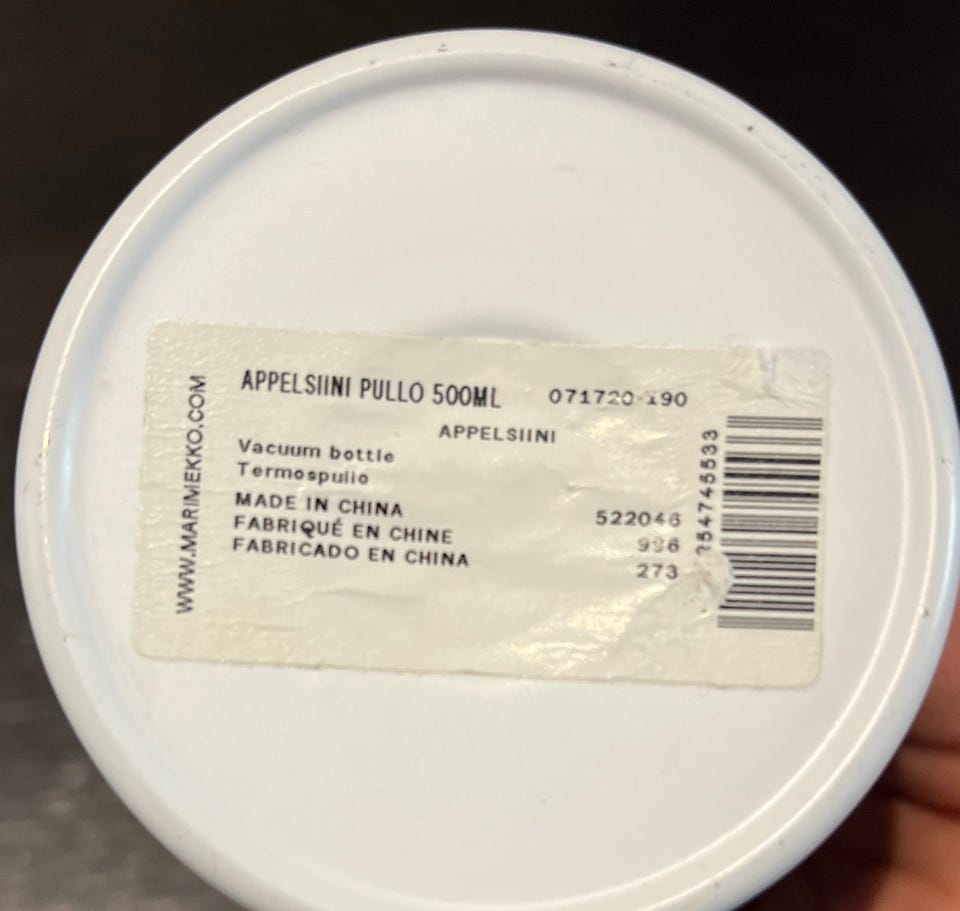 WWW.MARIMEKKO.COM
APPELSIINI PULLO 500ML 071720-190
APPELSIINI
Vacuum bottle
Termospullo
MADE IN CHINA 522046
FABRIQUÉ EN CHINE
FABRICADO EN CHINA 273